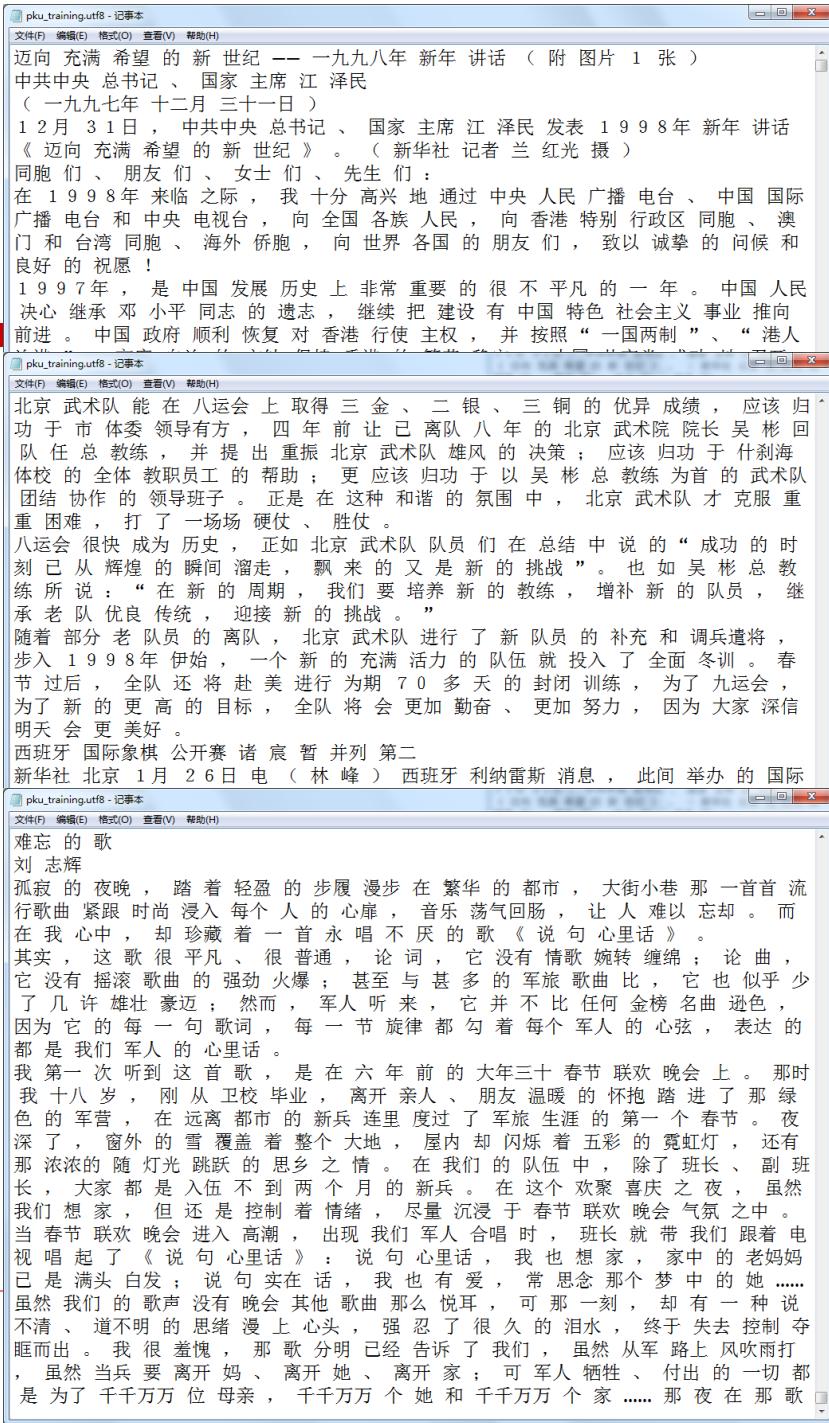 pku_training.utf8 - 记事本
文件(F) 编辑(E) 格式(O) 查看(V) 帮助(H)
迈向 充满 希望 的 新 世纪 —— 一九九八年 新年 讲话 （ 附 图片 １ 张 ）
中共中央 总书记 、 国家 主席 江 泽民
（ 一九九七年 十二月 三十一日 ）
１２月 ３１日 ， 中共中央 总书记 、 国家 主席 江 泽民 发表 １９９８年 新年 讲话
《 迈向 充满 希望 的 新 世纪 》 。 （ 新华社 记者 兰 红光 摄 ）
同胞 们 、 朋友 们 、 女士 们 、 先生 们 ：
在 １９９８年 来临 之际 ， 我 十分 高兴 地 通过 中央 人民 广播 电台 、 中国 国际
广播 电台 和 中央 电视台 ， 向 全国 各族 人民 ， 向 香港 特别 行政区 同胞 、 澳
门 和 台湾 同胞 、 海外 侨胞 ， 向 世界 各国 的 朋友 们 ， 致以 诚挚 的 问候 和
良好 的 祝愿 ！
１９９７年 ， 是 中国 发展 历史 上 非常 重要 的 很 不 平凡 的 一 年 。 中国 人民
决心 继承 邓 小平 同志 的 遗志 ， 继续 把 建设 有 中国 特色 社会主义 事业 推向
前进 。 中国 政府 顺利 恢复 对 香港 行使 主权 ， 并 按照 “ 一国两制 ” 、 “ 港人
pku_training.utf8 - 记事本
文件(F) 编辑(E) 格式(O) 查看(V) 帮助(H)
北京 武术队 能 在 八运会 上 取得 三 金 、 二 银 、 三 铜 的 优异 成绩 ， 应该 归
功 于 市 体委 领导有方 ， 四 年 前 让 已 离队 八 年 的 北京 武术院 院长 吴 彬 回
队 任 总 教练 ， 并 提 出 重振 北京 武术队 雄风 的 决策 ； 应该 归功 于 什刹海
体校 的 全体 教职员工 的 帮助 ； 更 应该 归功 于 以 吴 彬 总 教练 为首 的 武术队
团结 协作 的 领导班子 。 正是 在 这种 和谐 的 氛围 中 ， 北京 武术队 才 克服 重
重 困难 ， 打 了 一场场 硬仗 、 胜仗 。
八运会 很快 成为 历史 ， 正如 北京 武术队 队员 们 在 总结 中 说 的 “ 成功 的 时
刻 已 从 辉煌 的 瞬间 溜走 ， 飘 来 的 又 是 新 的 挑战 ” 。 也 如 吴 彬 总 教
练 所 说 ： “ 在 新 的 周期 ， 我们 要 培养 新 的 教练 ， 增补 新 的 队员 ， 继
承 老 队 优良 传统 ， 迎接 新 的 挑战 。 ”
随着 部分 老 队员 的 离队 ， 北京 武术队 进行 了 新 队员 的 补充 和 调兵遣将 ，
步入 １９９８年 伊始 ， 一个 新 的 充满 活力 的 队伍 就 投入 了 全面 冬训 。 春
节 过后 ， 全队 还 将 赴 美 进行 为期 ７０ 多 天 的 封闭 训练 ， 为了 九运会 ，
为了 新 的 更 高 的 目标 ， 全队 将 会 更加 勤奋 、 更加 努力 ， 因为 大家 深信
明天 会 更 美好 。
西班牙 国际象棋 公开赛 诸 宸 暂 并列 第二
新华社 北京 １月 ２６日 电 （ 林 峰 ） 西班牙 利纳雷斯 消息 ， 此间 举办 的 国际
pku_training.utf8 - 记事本
文件(F) 编辑(E) 格式(O) 查看(V) 帮助(H)
难忘 的 歌
刘 志辉
孤寂 的 夜晚 ， 踏 着 轻盈 的 步履 漫步 在 繁华 的 都市 ， 大街小巷 那 一首首 流
行歌曲 紧跟 时尚 浸入 每个 人 的 心扉 ， 音乐 荡气回肠 ， 让 人 难以 忘却 。 而
在 我 心中 ， 却 珍藏 着 一 首 永 唱 不 厌 的 歌 《 说 句 心里话 》 。
其实 ， 这 歌 很 平凡 、 很 普通 ， 论 词 ， 它 没有 情歌 婉转 缠绵 ； 论 曲 ，
它 没有 摇滚 歌曲 的 强劲 火爆 ； 甚至 与 甚 多 的 军旅 歌曲 比 ， 它 也 似乎 少
了 几 许 雄壮 豪迈 ； 然而 ， 军人 听 来 ， 它 并 不 比 任何 金榜 名曲 逊色 ，
因为 它 的 每 一 句 歌词 ， 每 一 节 旋律 都 勾 着 每个 军人 的 心弦 ， 表达 的
都 是 我们 军人 的 心里话 。
我 第一 次 听到 这 首 歌 ， 是 在 六 年 前 的 大年三十 春节 联欢 晚会 上 。 那时
我 十八 岁 ， 刚 从 卫校 毕业 ， 离开 亲人 、 朋友 温暖 的 怀抱 踏 进 了 那 绿
色 的 军营 ， 在 远离 都市 的 新兵 连里 度过 了 军旅 生涯 的 第一 个 春节 。 夜
深 了 ， 窗外 的 雪 覆盖 着 整个 大地 ， 屋内 却 闪烁 着 五彩 的 霓虹灯 ， 还有
那 浓浓的 随 灯光 跳跃 的 思乡 之 情 。 在 我们 的 队伍 中 ， 除了 班长 、 副 班
长 ， 大家 都 是 入伍 不 到 两 个 月 的 新兵 。 在 这个 欢聚 喜庆 之 夜 ， 虽然
我们 想 家 ， 但 还 是 控制 着 情绪 ， 尽量 沉浸 于 春节 联欢 晚会 气氛 之中 。
当 春节 联欢 晚会 进入 高潮 ， 出现 我们 军人 合唱 时 ， 班长 就 带 我们 跟着 电
视 唱 起 了 《 说 句 心里话 》 ： 说 句 心里话 ， 我 也 想 家 ， 家中 的 老妈妈
已 是 满头 白发 ； 说 句 实在 话 ， 我 也 有 爱 ， 常 思念 那个 梦 中 的 她 ……
虽然 我们 的 歌声 没有 晚会 其他 歌曲 那么 悦耳 ， 可 那 一刻 ， 却 有 一 种 说
不清 、 道不明 的 思绪 漫 上 心头 ， 强 忍 了 很 久 的 泪水 ， 终于 失去 控制 夺
眶而出 。 我 很 羞愧 ， 那 歌 分明 已经 告诉 了 我们 ， 虽然 从军 路上 风吹雨打
， 虽然 当兵 要 离开 妈 、 离开 她 、 离开 家 ； 可 军人 牺牲 、 付出 的 一切 都
是 为了 千千万万 位 母亲 ， 千千万万 个 她 和 千千万万 个 家 …… 那 夜 在 那 歌